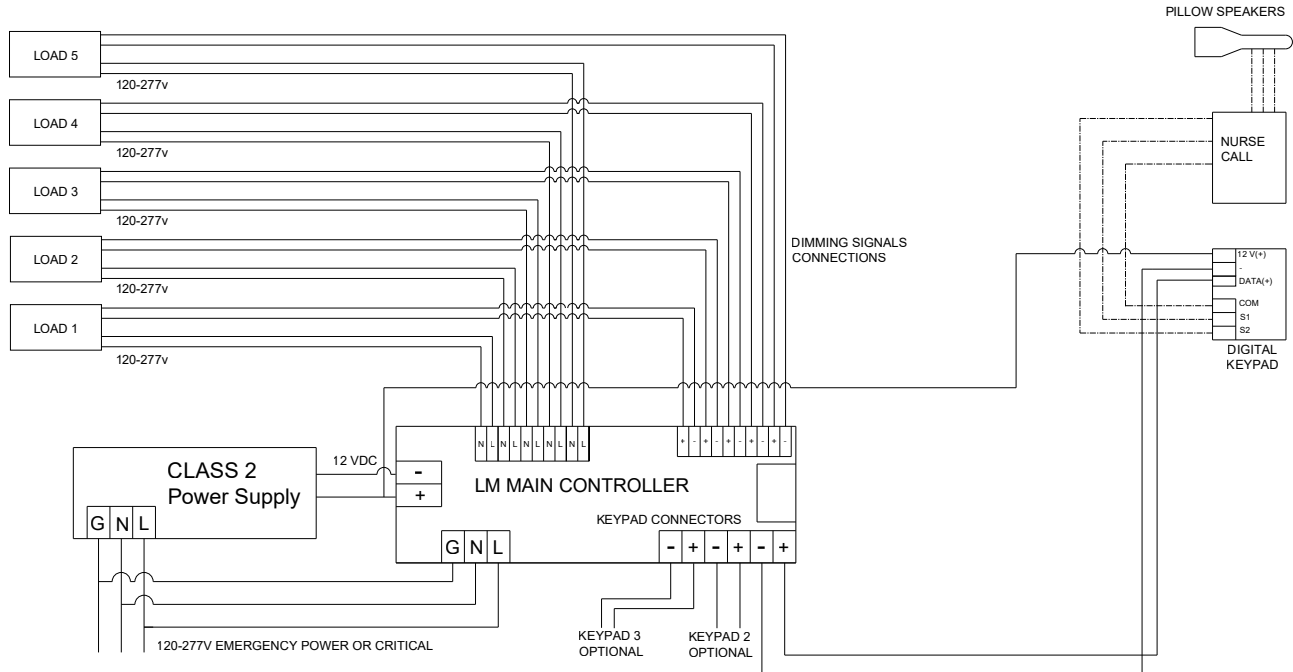 PILLOW SPEAKERS
LOAD 5
120-277v
LOAD 4
120-277v
NURSE
CALL
LOAD 3
120-277v
LOAD 2
DIMMING SIGNALS
CONNECTIONS
12 V(+)
-
DATA(+)
120-277v
COM
S1
S2
LOAD 1
DIGITAL
KEYPAD
120-277v
N L N L N L N L N L
+ - + - + - + - + -
12 VDC
CLASS 2
Power Supply
-
+
LM MAIN CONTROLLER
G N L
KEYPAD CONNECTORS
G N L
- + - + - +
120-277V EMERGENCY POWER OR CRITICAL
KEYPAD 3
OPTIONAL
KEYPAD 2
OPTIONAL